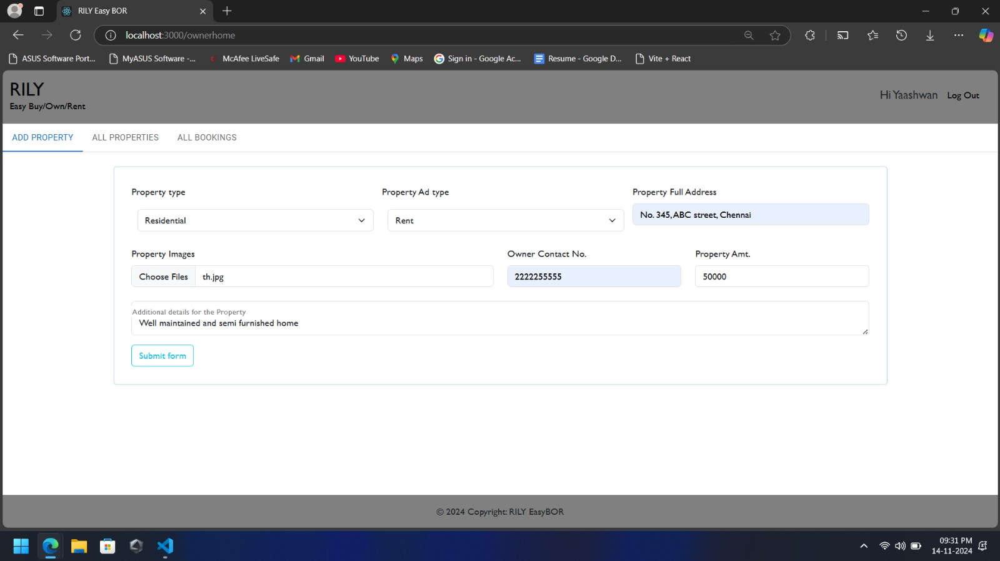 RILY Easy BOR
localhost:3000/ownerhome
ASUS Software Port... MyASUS Software -... McAfee LiveSafe Gmail YouTube Maps Sign in - Google Ac... Resume - Google D... Vite + React
RILY
Easy Buy/Own/Rent
Hi Yaashwan Log Out
ADD PROPERTY ALL PROPERTIES ALL BOOKINGS
Property type Property Ad type Property Full Address
Residential Rent No. 345, ABC street, Chennai
Property Images Owner Contact No. Property Amt.
Choose Files th.jpg 2222255555 50000
Additional details for the Property
Well maintained and semi furnished home
Submit form
© 2024 Copyright: RILY EasyBOR
09:31 PM
14-11-2024